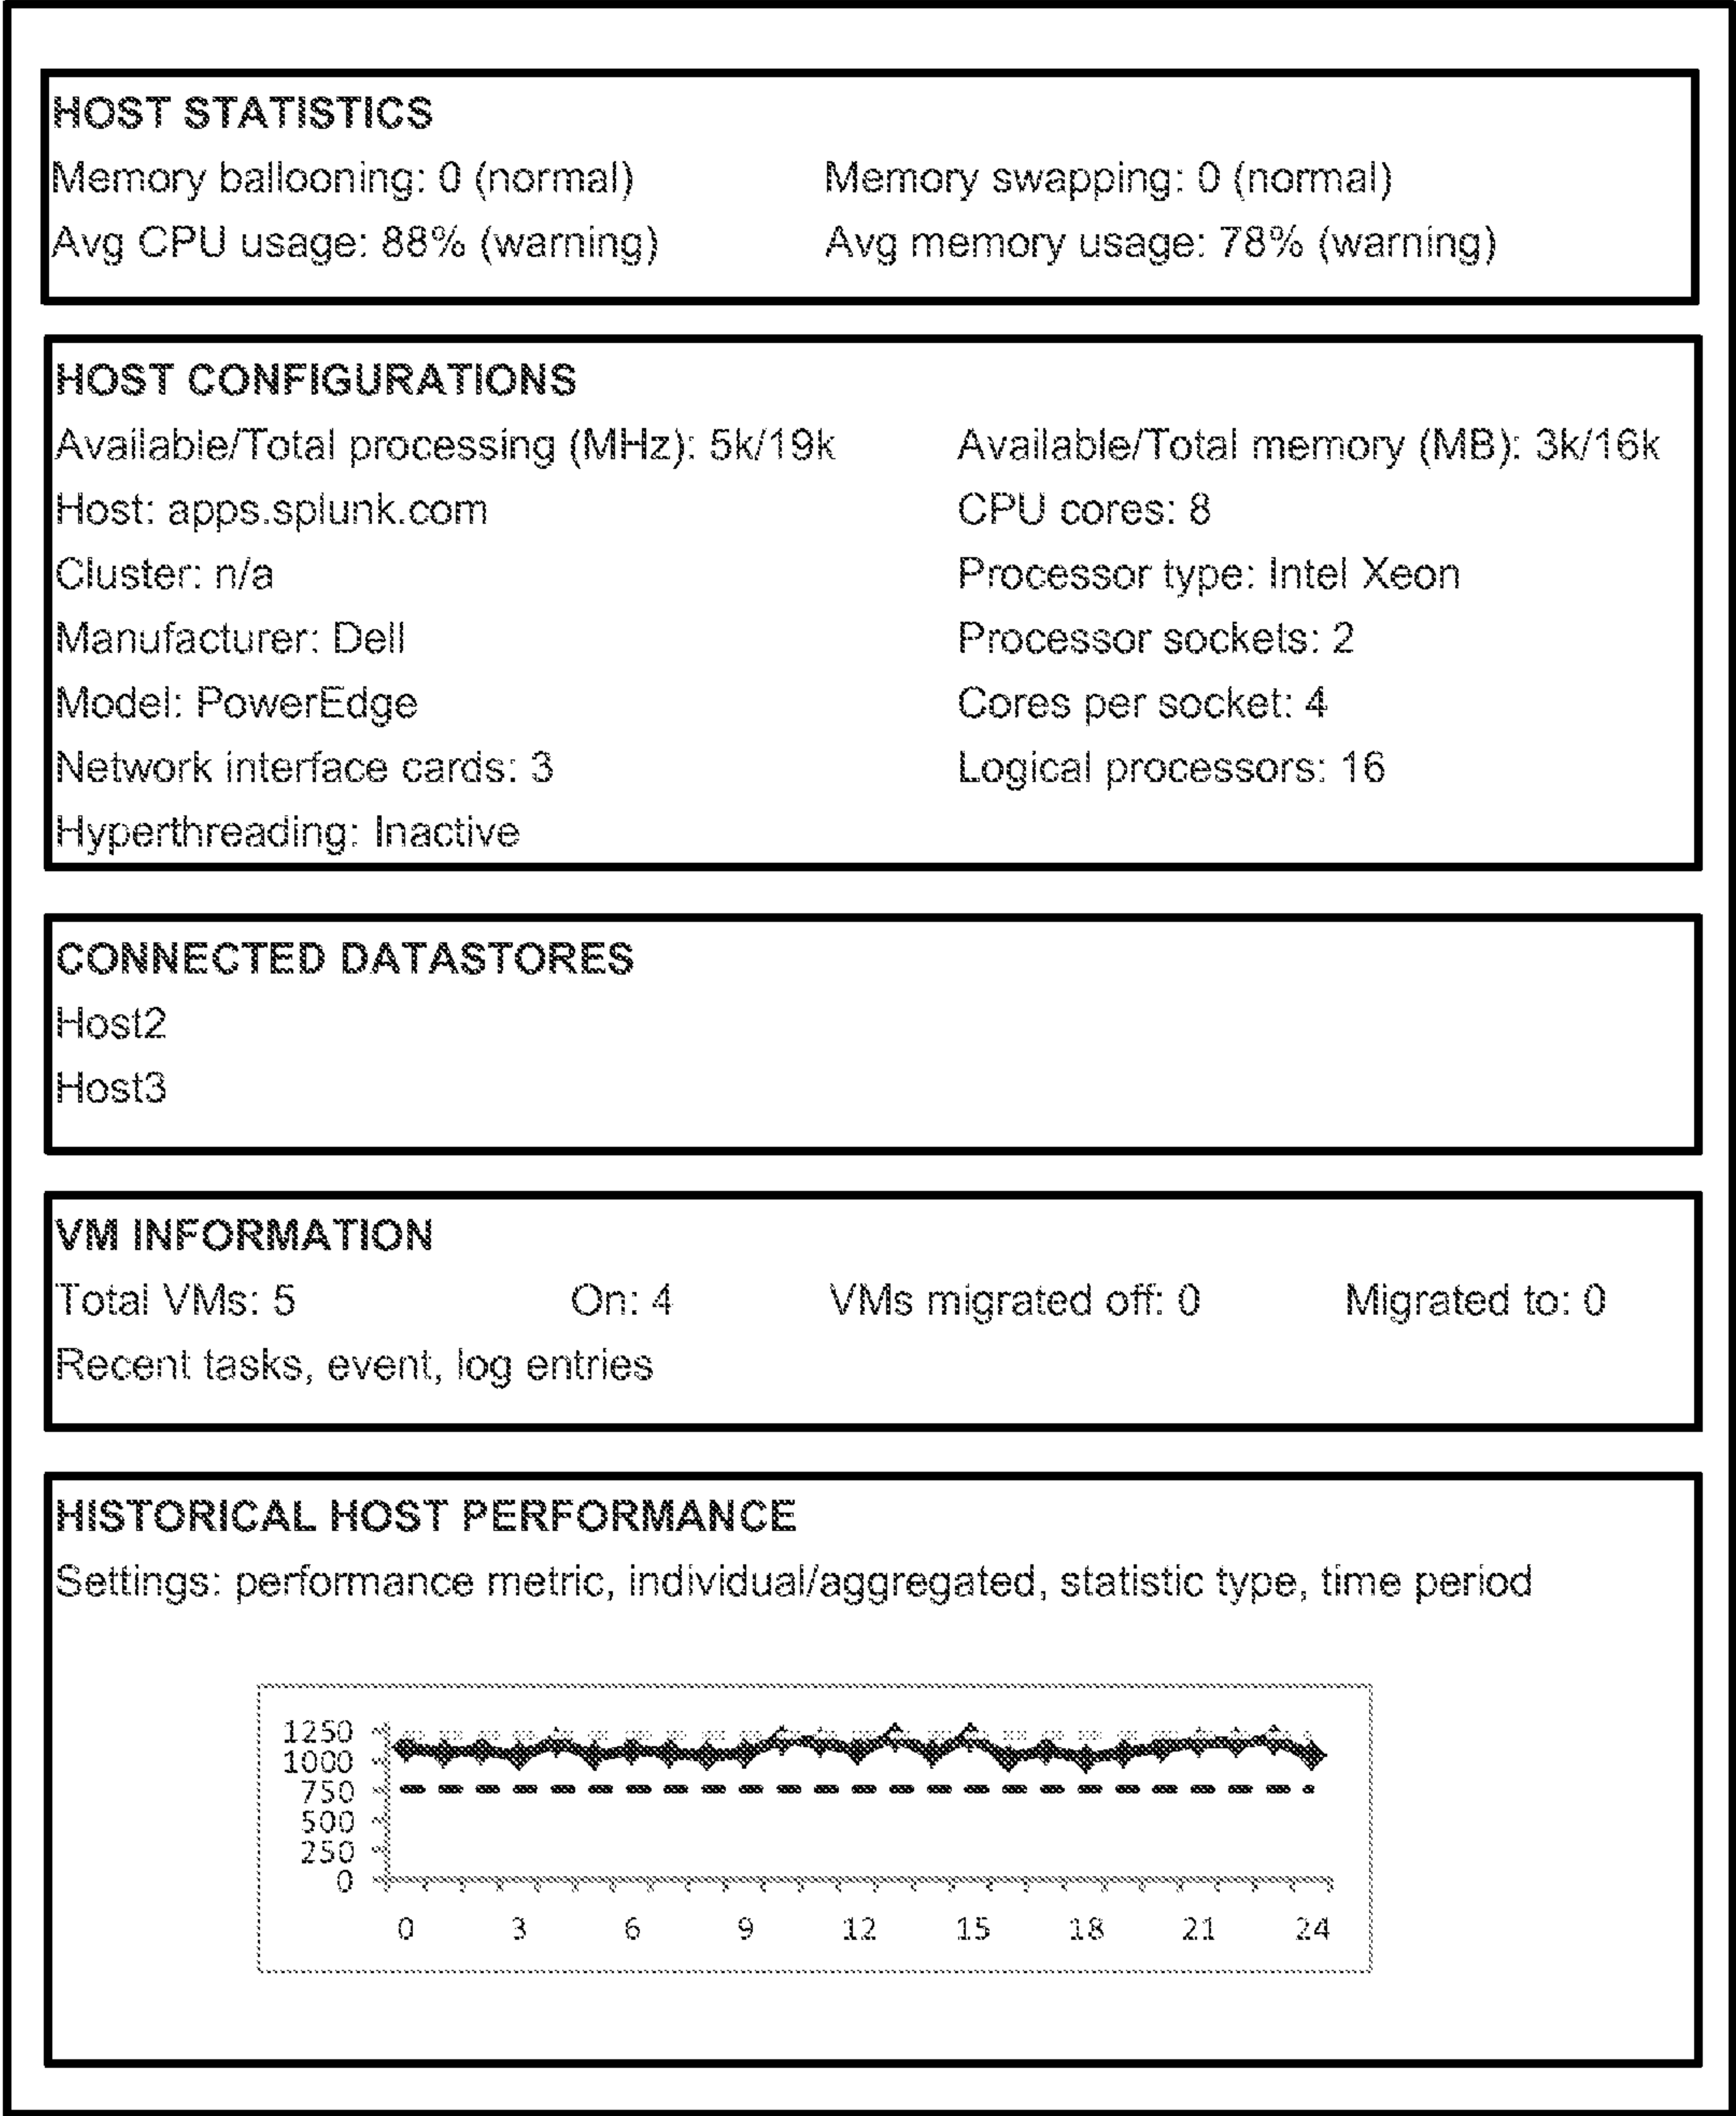 HOST STATISTICS
Memory ballooning: 0 (normal) Memory swapping: 0 (normal)
Avg CPU usage: 88% (warning) Avg memory usage: 78% (warning)
HOST CONFIGURATIONS
Available/Total processing (MHz): 5k/19k Available/Total memory (MB): 3k/16k
Host: apps.splunk.com CPU cores: 8
Cluster: n/a Processor type: Intel Xeon
Manufacturer: Dell Processor sockets: 2
Model: PowerEdge Cores per socket: 4
Network interface cards: 3 Logical processors: 16
Hyperthreading: Inactive
CONNECTED DATASTORES
Host2
Host3
VM INFORMATION
Total VMs: 5 On: 4 VMs migrated off: 0 Migrated to: 0
Recent tasks, event, log entries
HISTORICAL HOST PERFORMANCE
Settings: performance metric, individual/aggregated, statistic type, time period
1250
1000
750
500
250
0
0 3 6 9 12 15 18 21 24